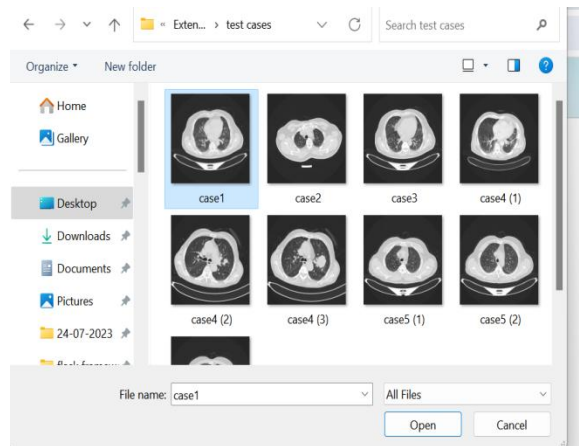 « Exten... › test cases
Search test cases
Organize
New folder
Home
Gallery
Desktop
Downloads
Documents
Pictures
24-07-2023
case1
case2
case3
case4 (1)
case4 (2)
case4 (3)
case5 (1)
case5 (2)
File name: case1
All Files
Open
Cancel